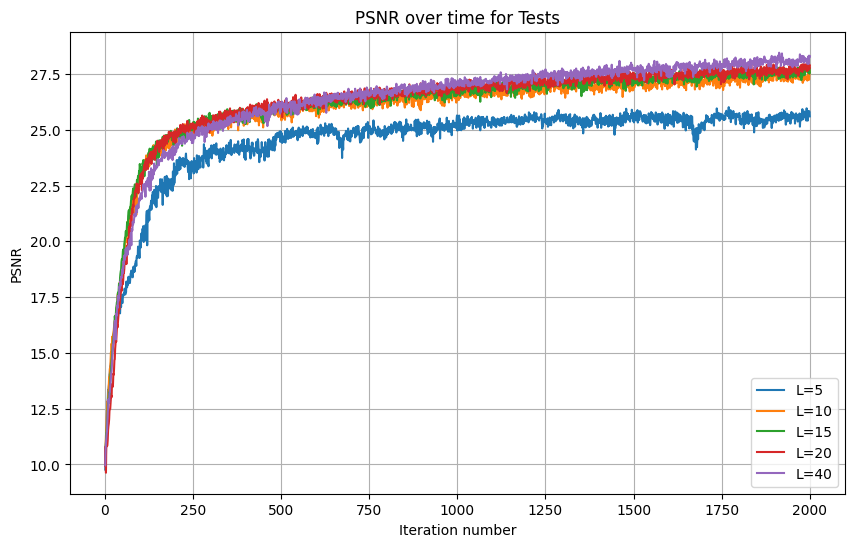 PSNR over time for Tests
PSNR
27.5
25.0
22.5
20.0
17.5
15.0
12.5
10.0
0 250 500 750 1000 1250 1500 1750 2000
Iteration number
L=5
L=10
L=15
L=20
L=40